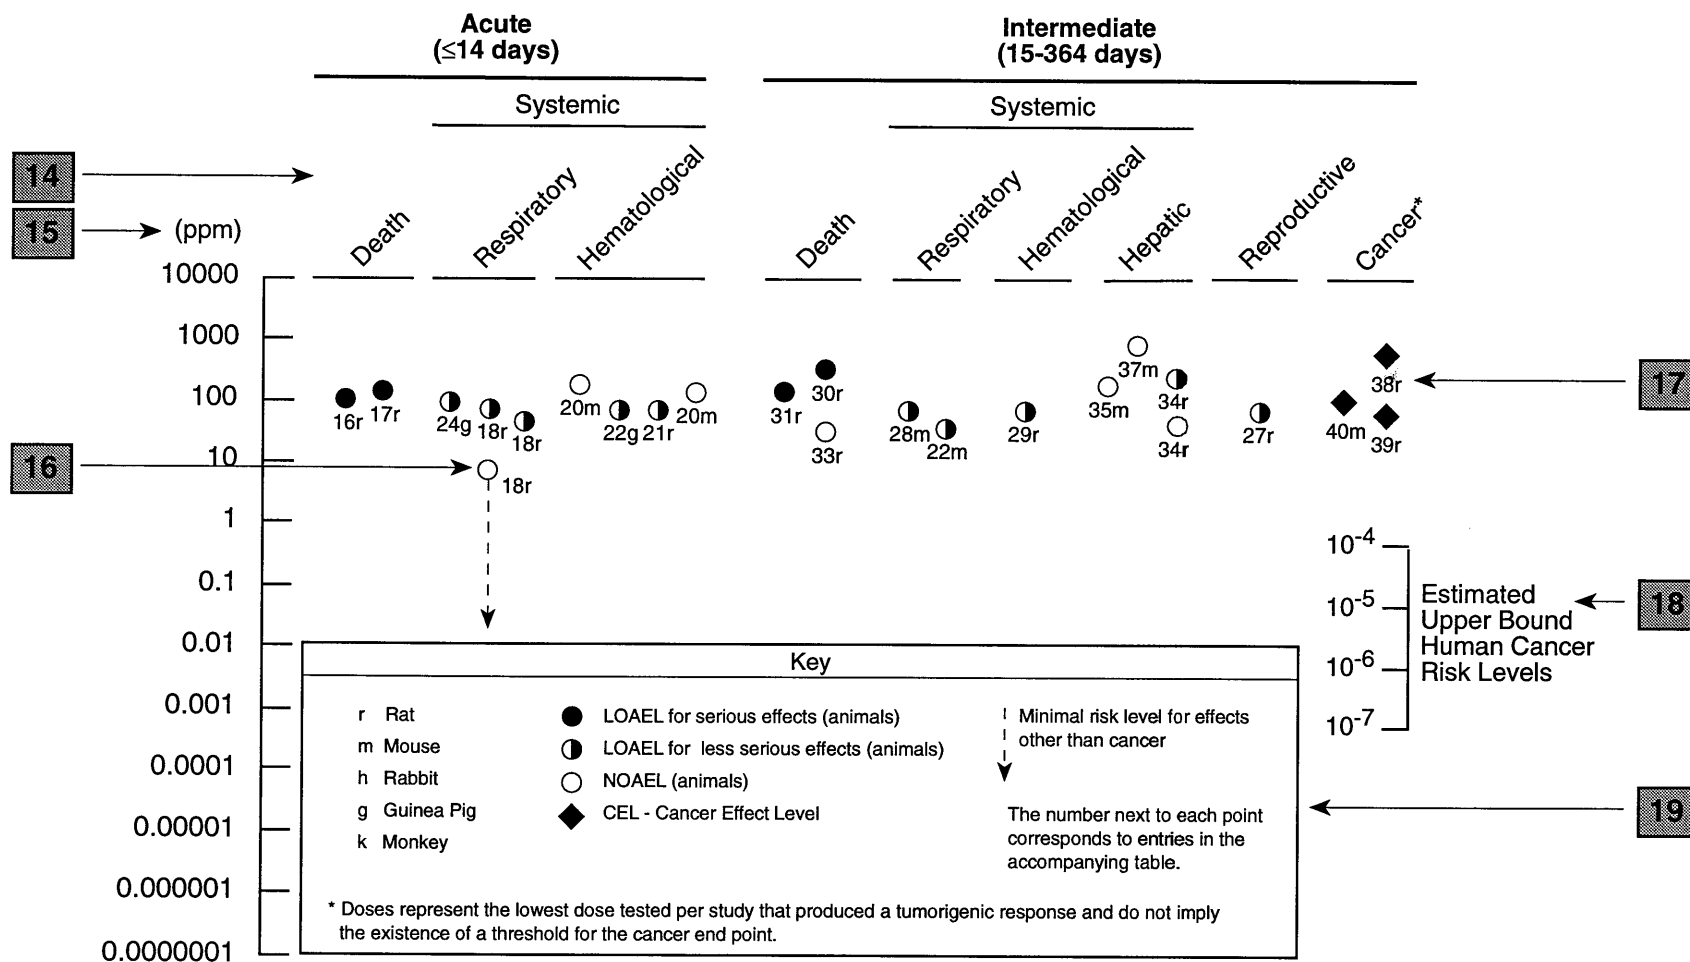 Acute
(≤14 days)
Intermediate
(15-364 days)
Systemic
Systemic
14
15
(ppm)
Death
Respiratory
Hematological
Death
Respiratory
Hematological
Hepatic
Reproductive
Cancer*
10000
1000
100
10
1
0.1
0.01
0.001
0.0001
0.00001
0.000001
0.0000001
16r
17r
24g
18r
18r
18r
20m
22g
21r
20m
31r
30r
33r
28m
22m
29r
35m
37m
34r
34r
27r
40m
38r
39r
16
17
10-4
10-5
10-6
10-7
Estimated
Upper Bound
Human Cancer
Risk Levels
18
Key
r Rat
m Mouse
h Rabbit
g Guinea Pig
k Monkey
LOAEL for serious effects (animals)
LOAEL for less serious effects (animals)
NOAEL (animals)
CEL - Cancer Effect Level
Minimal risk level for effects
other than cancer
The number next to each point
corresponds to entries in the
accompanying table.
19
* Doses represent the lowest dose tested per study that produced a tumorigenic response and do not imply
the existence of a threshold for the cancer end point.